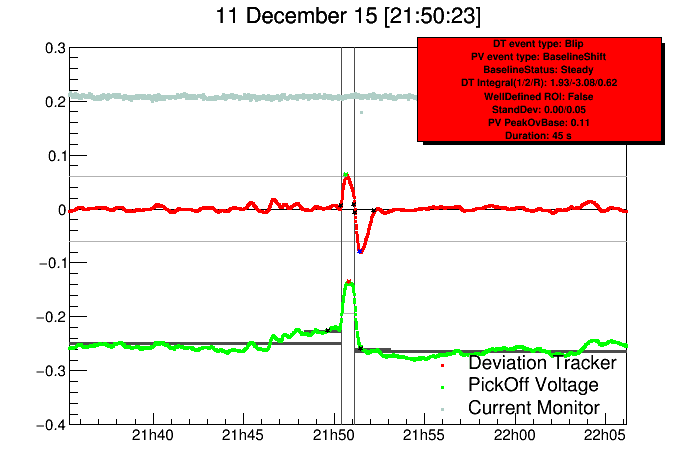 11 December 15 [21:50:23]
DT event type: Blip
PV event type: BaselineShift
BaselineStatus: Steady
DT Integral(1/2/R): 1.93/-3.08/0.62
WellDefined ROI: False
StandDev: 0.00/0.05
PV PeakOvBase: 0.11
Duration: 45 s
0.3
0.2
0.1
0
−0.1
−0.2
−0.3
−0.4
Deviation Tracker
PickOff Voltage
Current Monitor
21h40 21h45 21h50 21h55 22h00 22h05